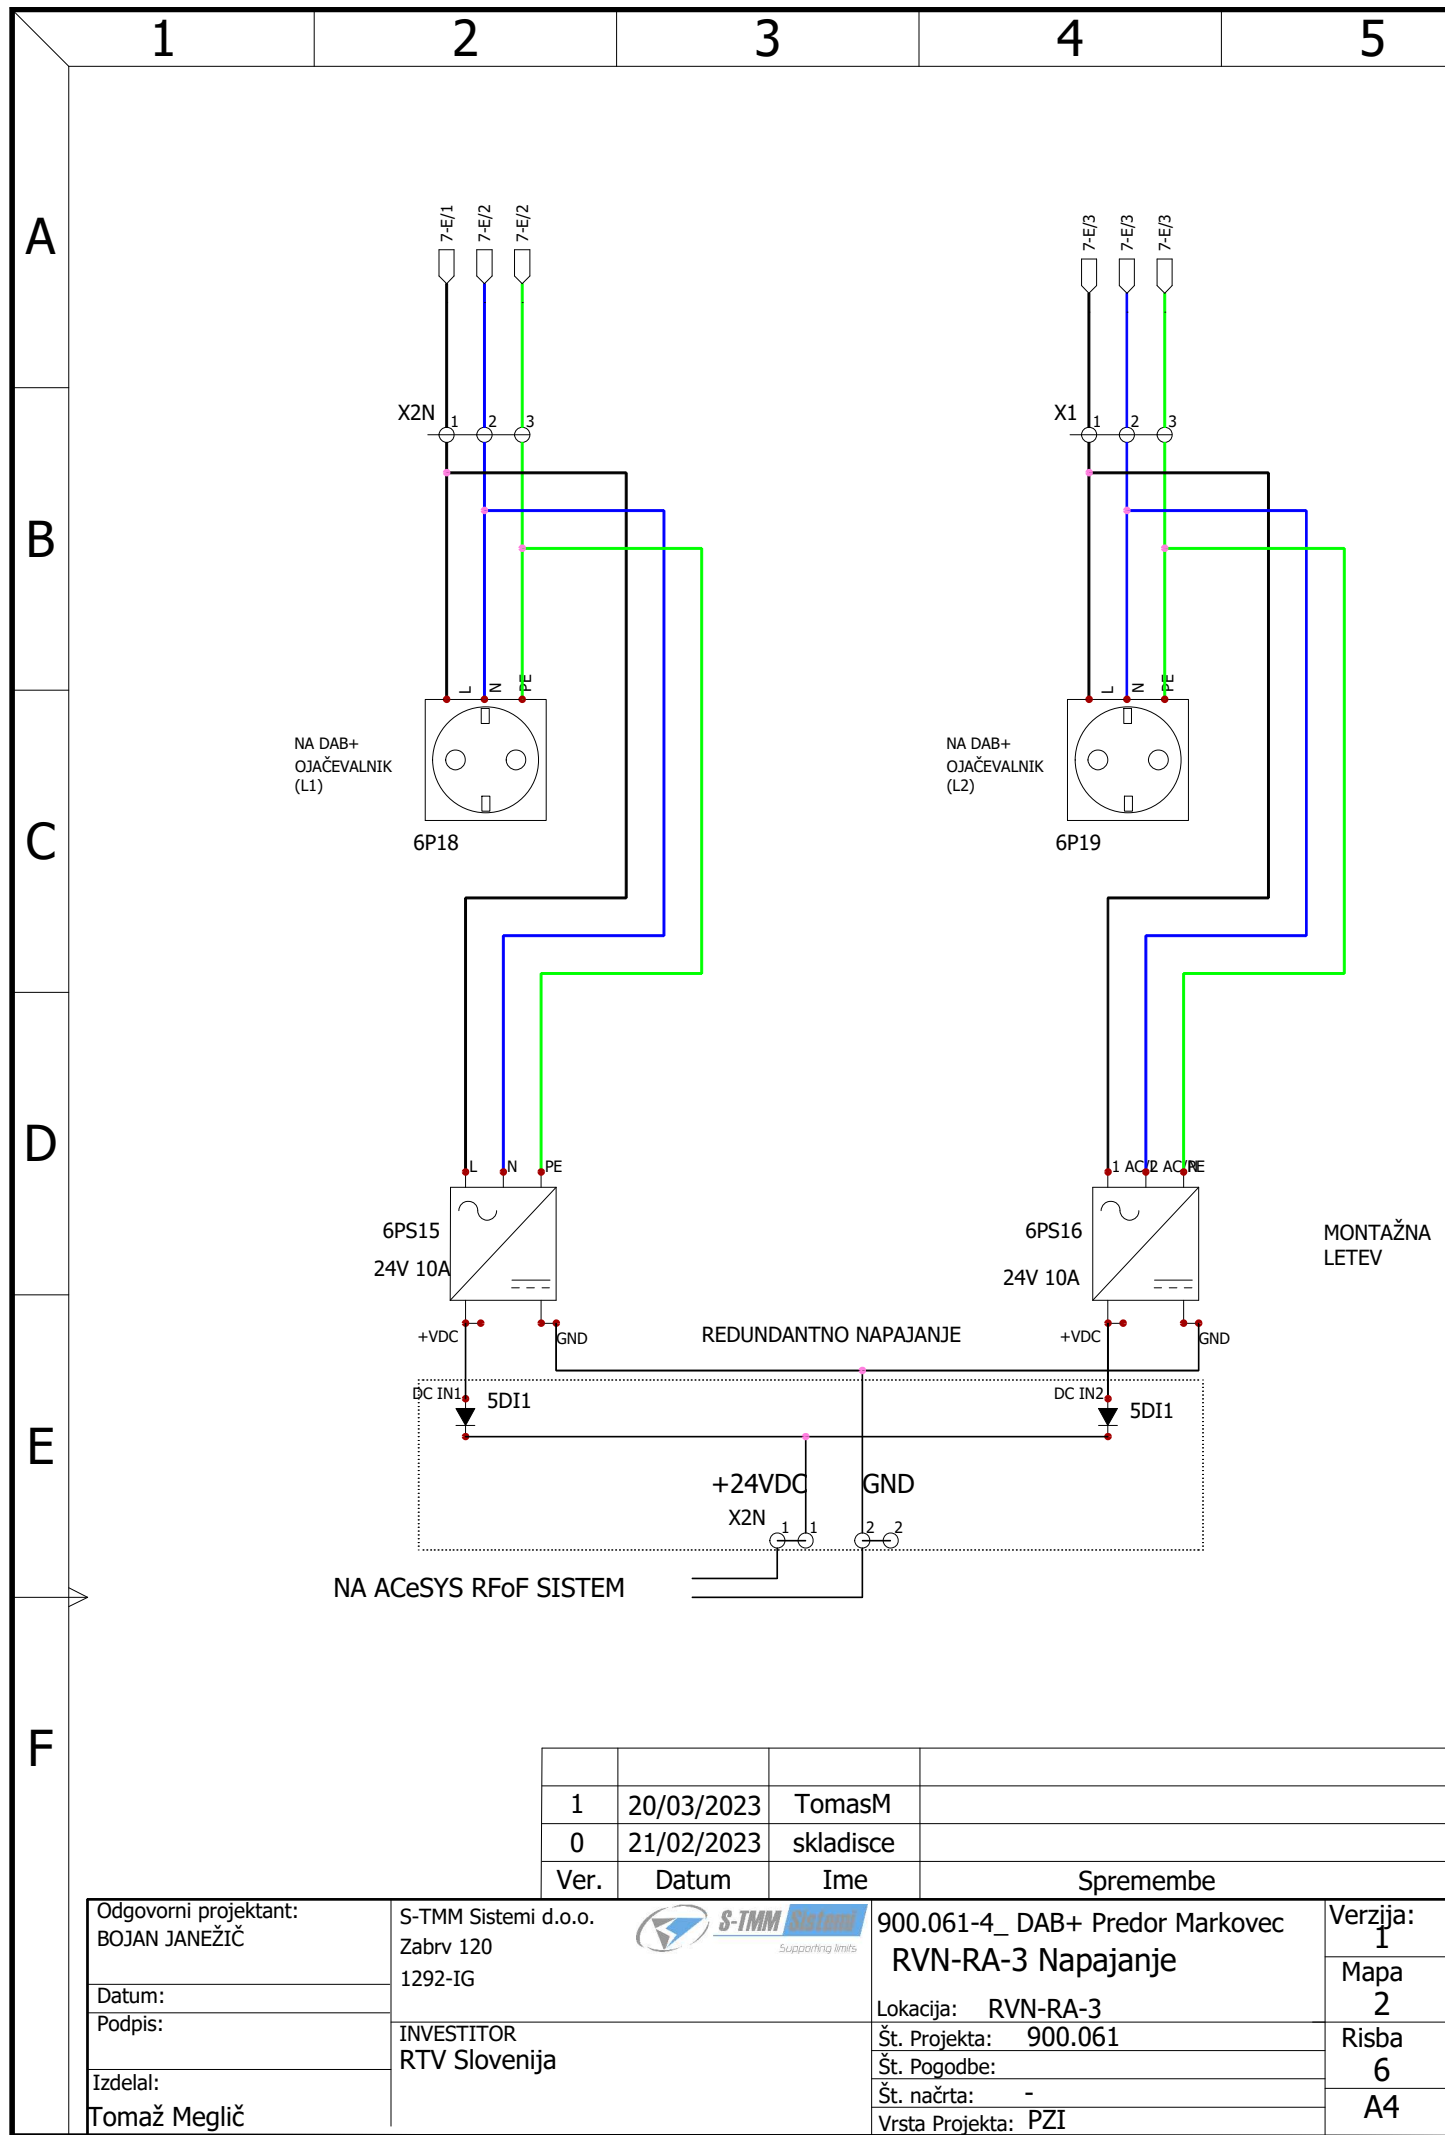 1 2 3 4 5
A
7-E/1 7-E/2 7-E/2
7-E/3 7-E/3 7-E/3
X2N 1 2 3
X1 1 2 3
B
L N PE
L N PE
NA DAB+
OJAČEVALNIK
(L1)
NA DAB+
OJAČEVALNIK
(L2)
6P18
6P19
C
D
L N PE
1 AC/L 2 AC/N PE
6PS15
24V 10A
6PS16
24V 10A
MONTAŽNA
LETEV
+VDC GND
REDUNDANTNO NAPAJANJE
+VDC GND
DC IN1 5DI1
DC IN2 5DI1
E
+24VDC GND
X2N 1 1 2 2
NA ACeSYS RFoF SISTEM
F
1 20/03/2023 TomasM
0 21/02/2023 skladisce
Ver. Datum Ime Spremembe
Odgovorni projektant:
BOJAN JANEŽIČ
Datum:
Podpis:
Izdelal:
Tomaž Meglič
S-TMM Sistemi d.o.o.
Zabrv 120
1292-IG
S-TMM Sistemi
Supporting limits
INVESTITOR
RTV Slovenija
900.061-4_ DAB+ Predor Markovec
RVN-RA-3 Napajanje
Lokacija: RVN-RA-3
Št. Projekta: 900.061
Št. Pogodbe:
Št. načrta: -
Vrsta Projekta: PZI
Verzija:
1
Mapa
2
Risba
6
A4